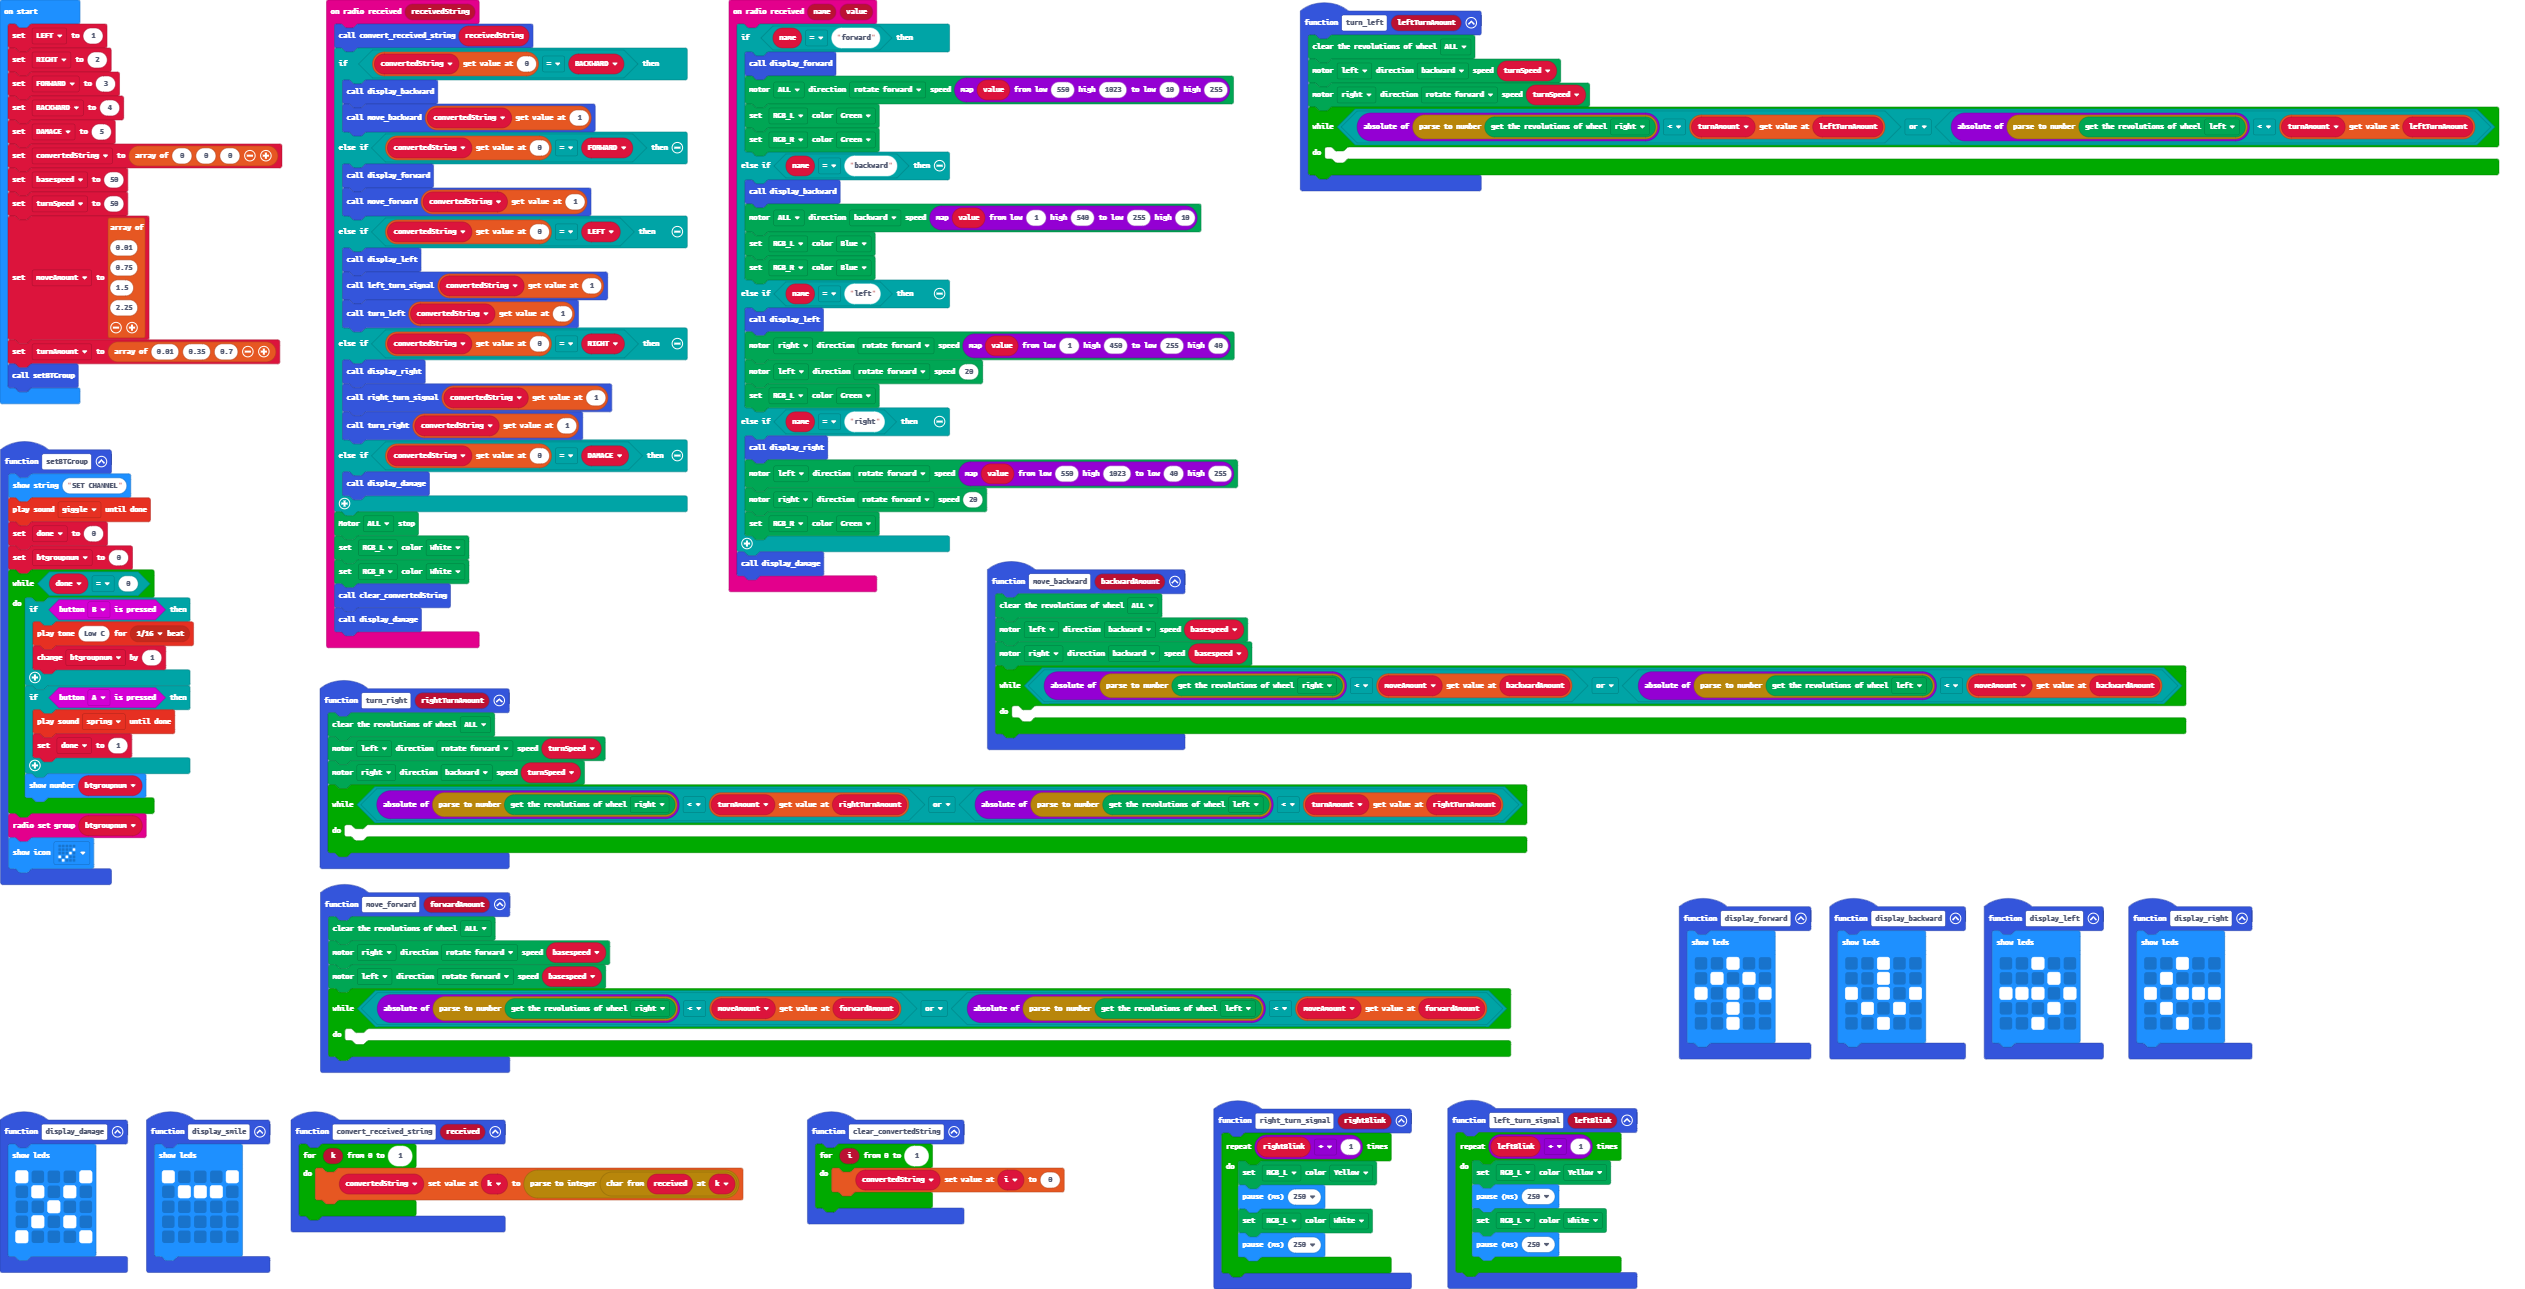 on start
set LEFT to 1
set RIGHT to 2
set FORWARD to 3
set BACKWARD to 4
set DAMAGE to 5
set convertedString to array of 0 0 0
set basespeed to 50
set turnSpeed to 50
set moveAmount to array of 0.01 0.75 1.5 2.25
set turnAmount to array of 0.01 0.35 0.7
call setBTGroup
function setBTGroup
show string "SET CHANNEL"
play sound giggle until done
set done to 0
set btgroupnum to 0
while done = 0
do if button B is pressed then
play tone Low C for 1/16 beat
change btgroupnum by 1
if button A is pressed then
play sound spring until done
set done to 1
show number btgroupnum
radio set group btgroupnum
show icon
on radio received receivedString
call convert_received_string receivedString
if convertedString get value at 0 = BACKWARD then
call display_backward
call move_backward convertedString get value at 1
else if convertedString get value at 0 = FORWARD then
call display_forward
call move_forward convertedString get value at 1
else if convertedString get value at 0 = LEFT then
call display_left
call left_turn_signal convertedString get value at 1
call turn_left convertedString get value at 1
else if convertedString get value at 0 = RIGHT then
call display_right
call right_turn_signal convertedString get value at 1
call turn_right convertedString get value at 1
else if convertedString get value at 0 = DAMAGE then
call display_damage
Motor ALL stop
set RGB_L color White
set RGB_R color White
call clear_convertedString
call display_damage
on radio received name value
if name = "forward" then
call display_forward
motor ALL direction rotate forward speed map value from low 550 high 1023 to low 10 high 255
set RGB_L color Green
set RGB_R color Green
else if name = "backward" then
call display_backward
motor ALL direction backward speed map value from low 1 high 540 to low 255 high 10
set RGB_L color Blue
set RGB_R color Blue
else if name = "left" then
call display_left
motor right direction rotate forward speed map value from low 1 high 450 to low 255 high 40
motor left direction rotate forward speed 20
set RGB_L color Green
else if name = "right" then
call display_right
motor left direction rotate forward speed map value from low 550 high 1023 to low 40 high 255
motor right direction rotate forward speed 20
set RGB_R color Green
call display_damage
function turn_left leftTurnAmount
clear the revolutions of wheel ALL
motor left direction backward speed turnSpeed
motor right direction rotate forward speed turnSpeed
while absolute of parse to number get the revolutions of wheel right < turnAmount get value at leftTurnAmount or absolute of parse to number get the revolutions of wheel left < turnAmount get value at leftTurnAmount
do
function move_backward backwardAmount
clear the revolutions of wheel ALL
motor left direction backward speed basespeed
motor right direction backward speed basespeed
while absolute of parse to number get the revolutions of wheel right < moveAmount get value at backwardAmount or absolute of parse to number get the revolutions of wheel left < moveAmount get value at backwardAmount
do
function turn_right rightTurnAmount
clear the revolutions of wheel ALL
motor left direction rotate forward speed turnSpeed
motor right direction backward speed turnSpeed
while absolute of parse to number get the revolutions of wheel right < turnAmount get value at rightTurnAmount or absolute of parse to number get the revolutions of wheel left < turnAmount get value at rightTurnAmount
do
function move_forward forwardAmount
clear the revolutions of wheel ALL
motor right direction rotate forward speed basespeed
motor left direction rotate forward speed basespeed
while absolute of parse to number get the revolutions of wheel right < moveAmount get value at forwardAmount or absolute of parse to number get the revolutions of wheel left < moveAmount get value at forwardAmount
do
function display_forward
show leds
function display_backward
show leds
function display_left
show leds
function display_right
show leds
function display_damage
show leds
function display_smile
show leds
function convert_received_string received
for k from 0 to 1
do convertedString set value at k to parse to integer char from received at k
function clear_convertedString
for i from 0 to 1
do convertedString set value at i to 0
function right_turn_signal rightBlink
repeat rightBlink + 1 times
do set RGB_L color Yellow
pause (ms) 250
set RGB_L color White
pause (ms) 250
function left_turn_signal leftBlink
repeat leftBlink + 1 times
do set RGB_L color Yellow
pause (ms) 250
set RGB_L color White
pause (ms) 250